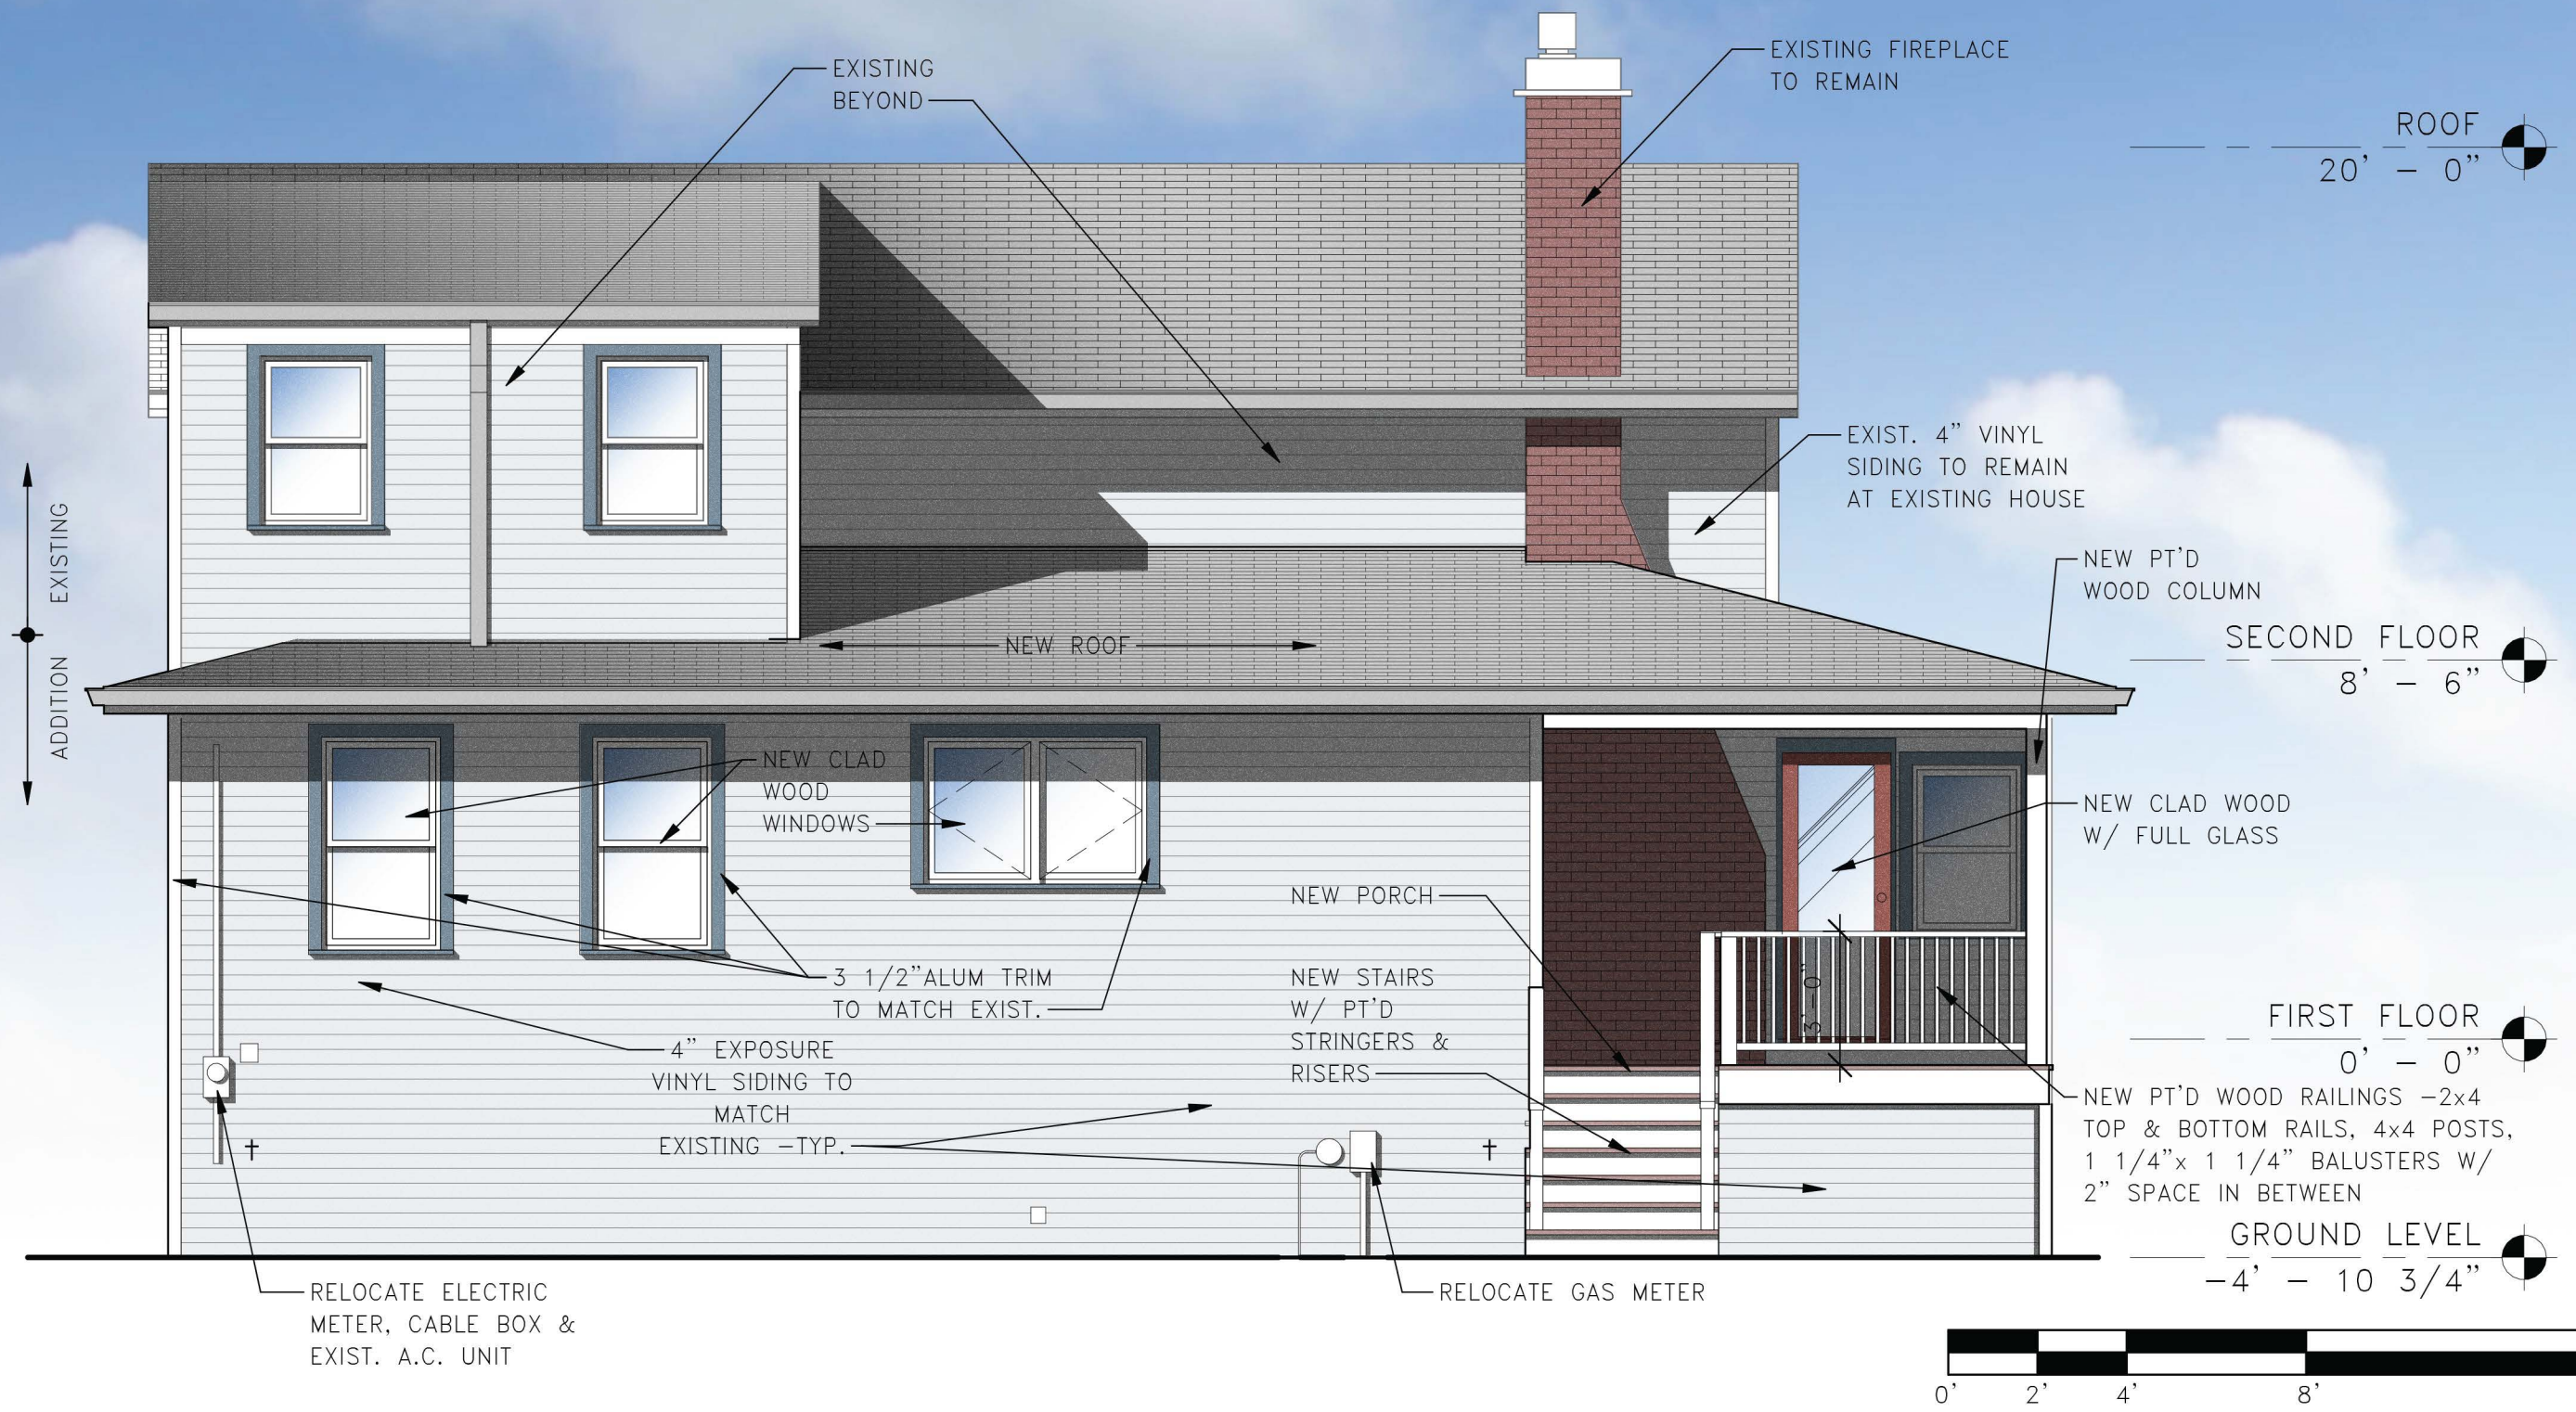 EXISTING
BEYOND
EXISTING FIREPLACE
TO REMAIN
ROOF
20' - 0"
EXIST. 4" VINYL
SIDING TO REMAIN
AT EXISTING HOUSE
EXISTING
ADDITION
NEW PT'D
WOOD COLUMN
SECOND FLOOR
8' - 6"
NEW ROOF
NEW CLAD
WOOD
WINDOWS
NEW CLAD WOOD
W/ FULL GLASS
NEW PORCH
3 1/2"ALUM TRIM
TO MATCH EXIST.
NEW STAIRS
W/ PT'D
STRINGERS &
RISERS
3'-0"
FIRST FLOOR
0' - 0"
4" EXPOSURE
VINYL SIDING TO
MATCH
EXISTING -TYP.
NEW PT'D WOOD RAILINGS -2x4
TOP & BOTTOM RAILS, 4x4 POSTS,
1 1/4"x 1 1/4" BALUSTERS W/
2" SPACE IN BETWEEN
GROUND LEVEL
-4' - 10 3/4"
RELOCATE ELECTRIC
METER, CABLE BOX &
EXIST. A.C. UNIT
RELOCATE GAS METER
0' 2' 4' 8'